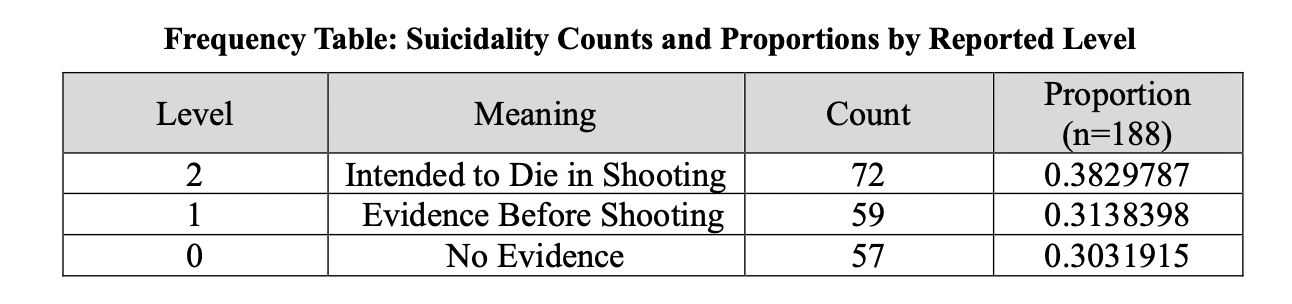 Frequency Table: Suicidality Counts and Proportions by Reported Level
Level Meaning Count Proportion (n=188)
2 Intended to Die in Shooting 72 0.3829787
1 Evidence Before Shooting 59 0.3138398
0 No Evidence 57 0.3031915